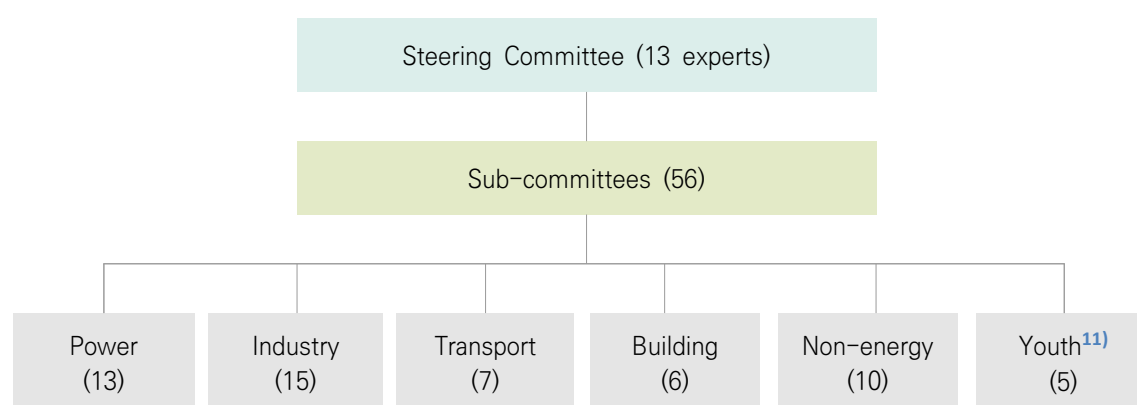 Steering Committee (13 experts)
Sub-committees (56)
Power
(13)
Industry
(15)
Transport
(7)
Building
(6)
Non-energy
(10)
Youth11)
(5)